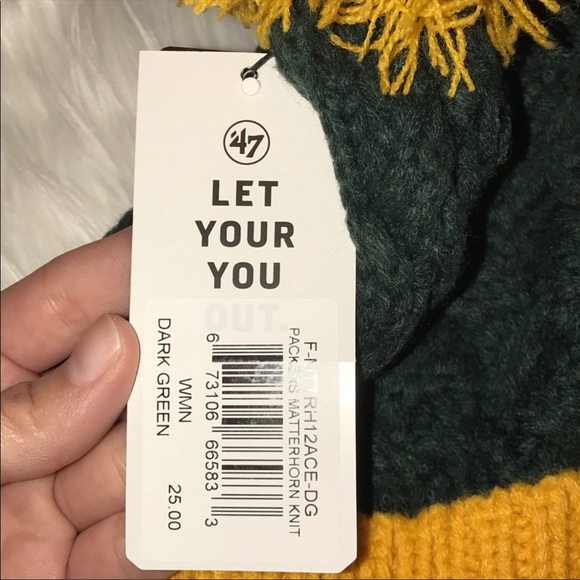 '47
LET
YOUR
YOU
OUT.
PACKERS MATTERHORN KNIT
6 73106 66583 3
WMN
DARK GREEN
25.00